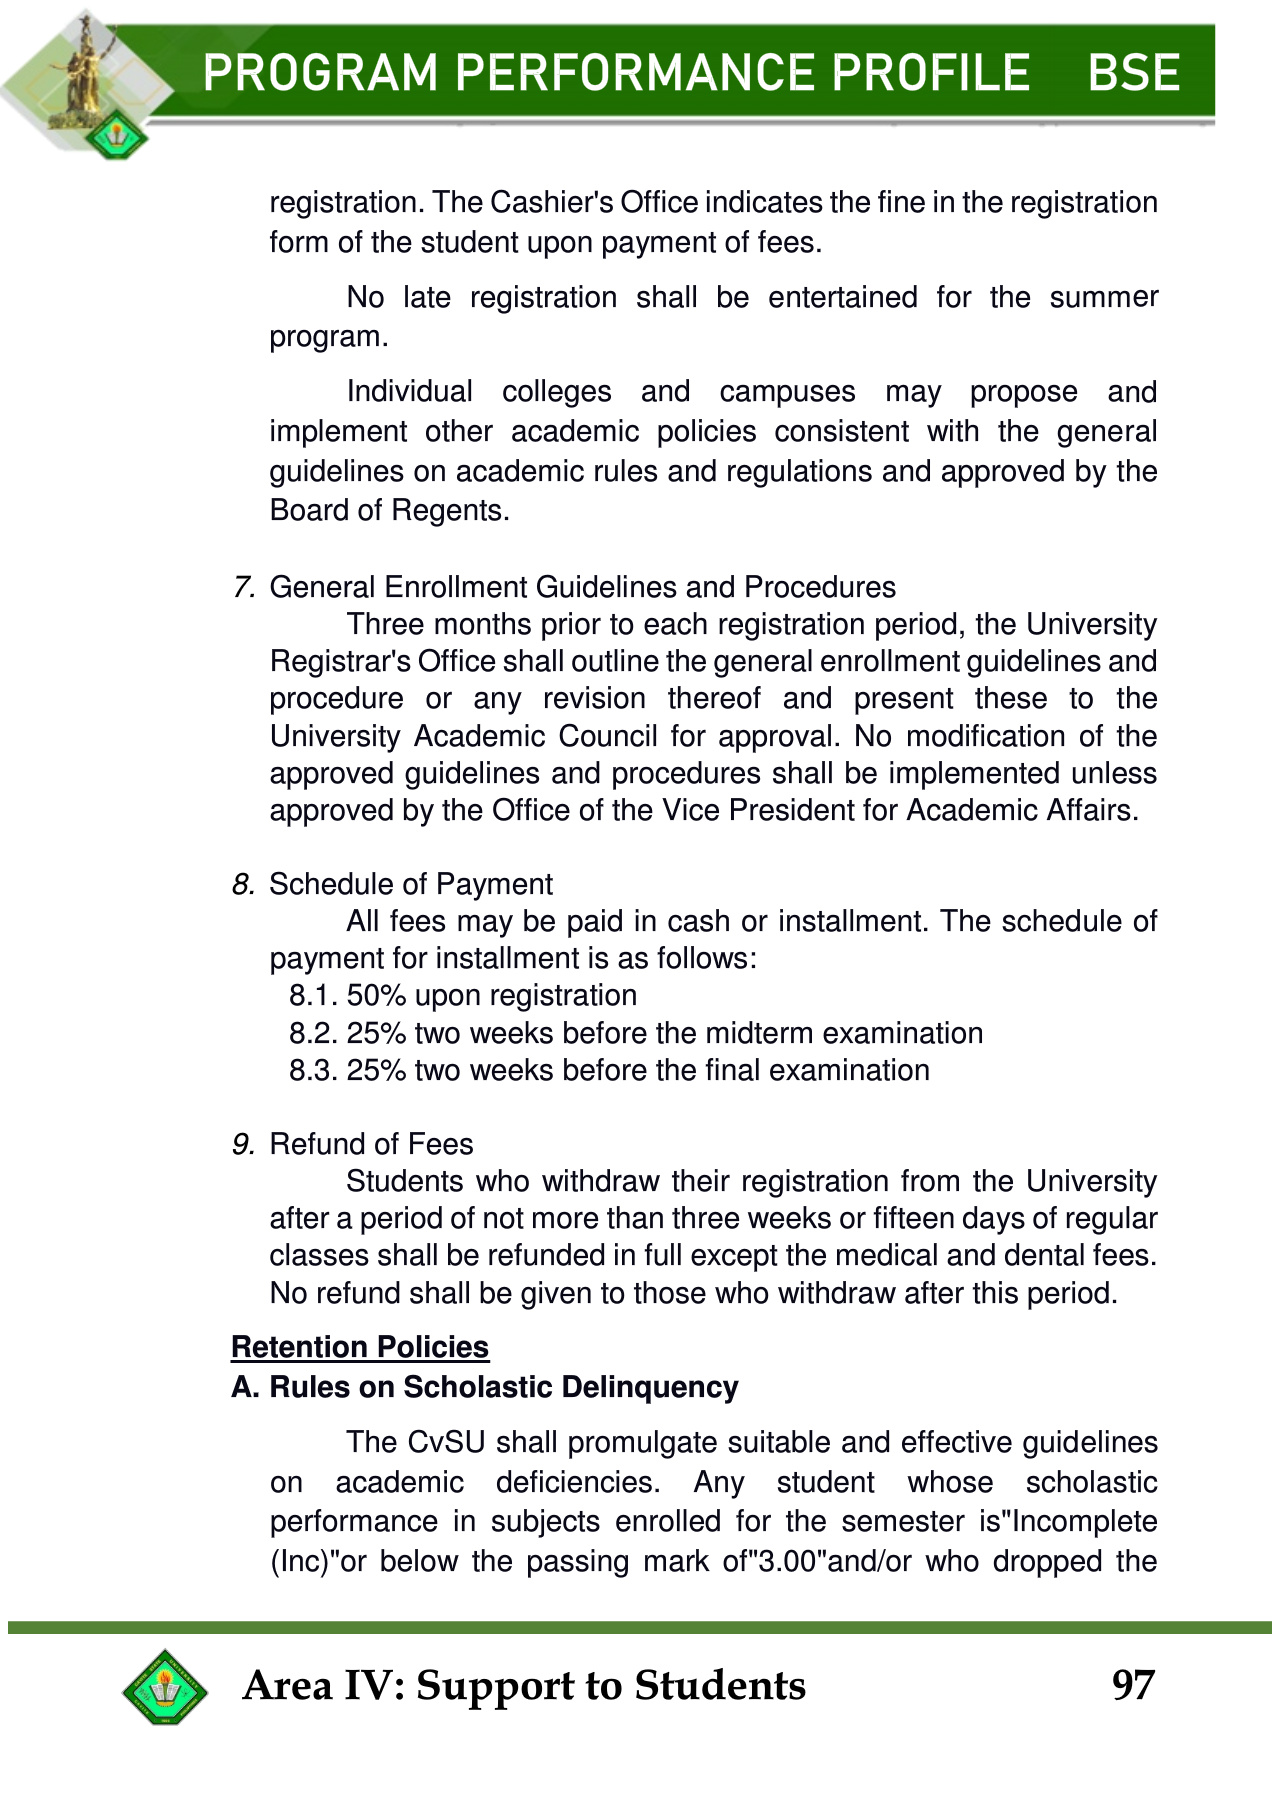 PROGRAM PERFORMANCE PROFILE BSE
registration. The Cashier's Office indicates the fine in the registration
form of the student upon payment of fees.
No late registration shall be entertained for the summer
program.
Individual colleges and campuses may propose and
implement other academic policies consistent with the general
guidelines on academic rules and regulations and approved by the
Board of Regents.
7. General Enrollment Guidelines and Procedures
Three months prior to each registration period, the University
Registrar's Office shall outline the general enrollment guidelines and
procedure or any revision thereof and present these to the
University Academic Council for approval. No modification of the
approved guidelines and procedures shall be implemented unless
approved by the Office of the Vice President for Academic Affairs.
8. Schedule of Payment
All fees may be paid in cash or installment. The schedule of
payment for installment is as follows:
8.1. 50% upon registration
8.2. 25% two weeks before the midterm examination
8.3. 25% two weeks before the final examination
9. Refund of Fees
Students who withdraw their registration from the University
after a period of not more than three weeks or fifteen days of regular
classes shall be refunded in full except the medical and dental fees.
No refund shall be given to those who withdraw after this period.
Retention Policies
A. Rules on Scholastic Delinquency
The CvSU shall promulgate suitable and effective guidelines
on academic deficiencies. Any student whose scholastic
performance in subjects enrolled for the semester is"Incomplete
(Inc)"or below the passing mark of"3.00"and/or who dropped the
Area IV: Support to Students 97